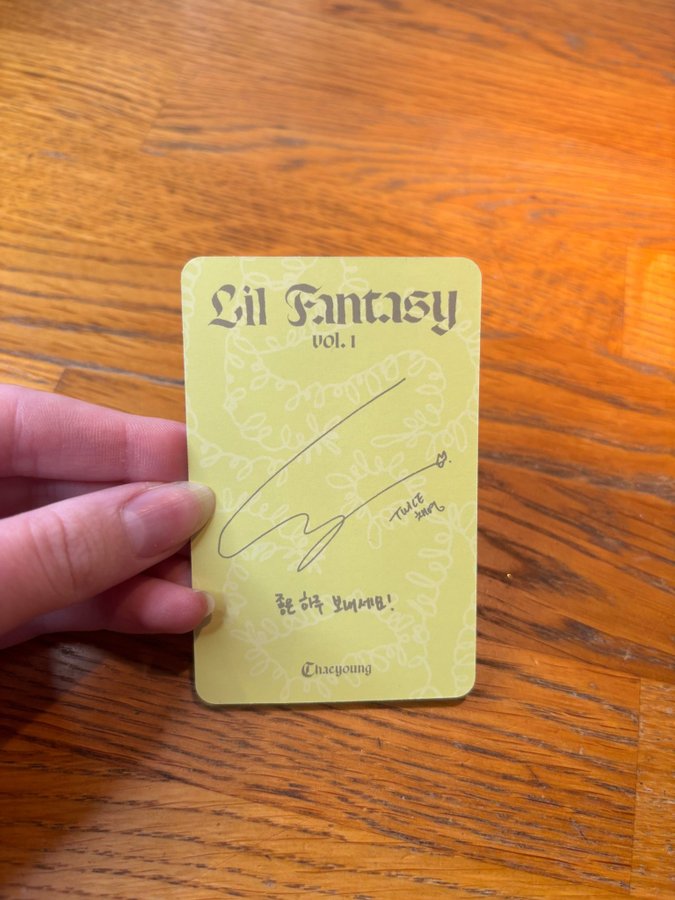 Lil Fantasy
vol. 1
TWICE
채영
좋은 하루 보내세요!
Chaeyoung